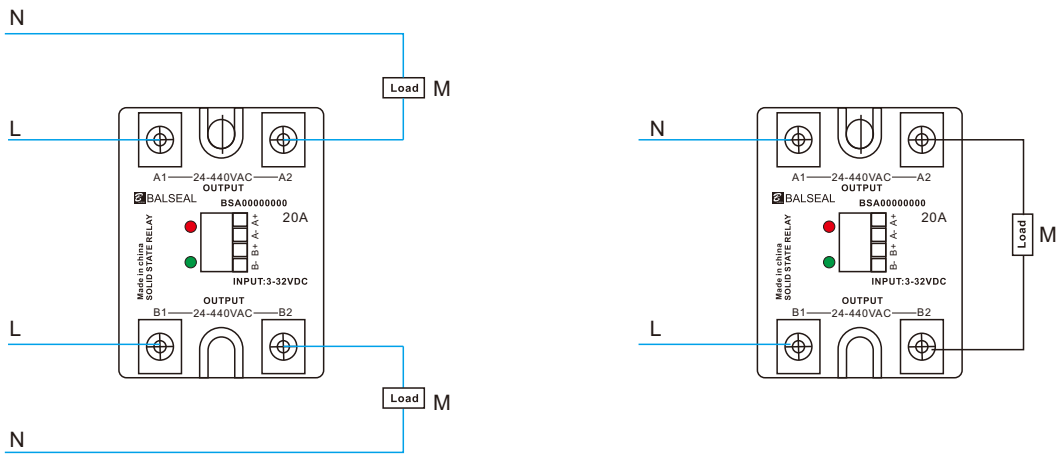 N
Load M
L
A1 24-440VAC A2
OUTPUT
BALSEAL
BSA00000000
20A
A+
A-
B+
B-
Made in china
SOLID STATE RELAY
INPUT:3-32VDC
OUTPUT
B1 24-440VAC B2
L
Load M
N
N
A1 24-440VAC A2
OUTPUT
BALSEAL
BSA00000000
20A
A+
A-
B+
B-
Made in china
SOLID STATE RELAY
INPUT:3-32VDC
Load M
OUTPUT
B1 24-440VAC B2
L